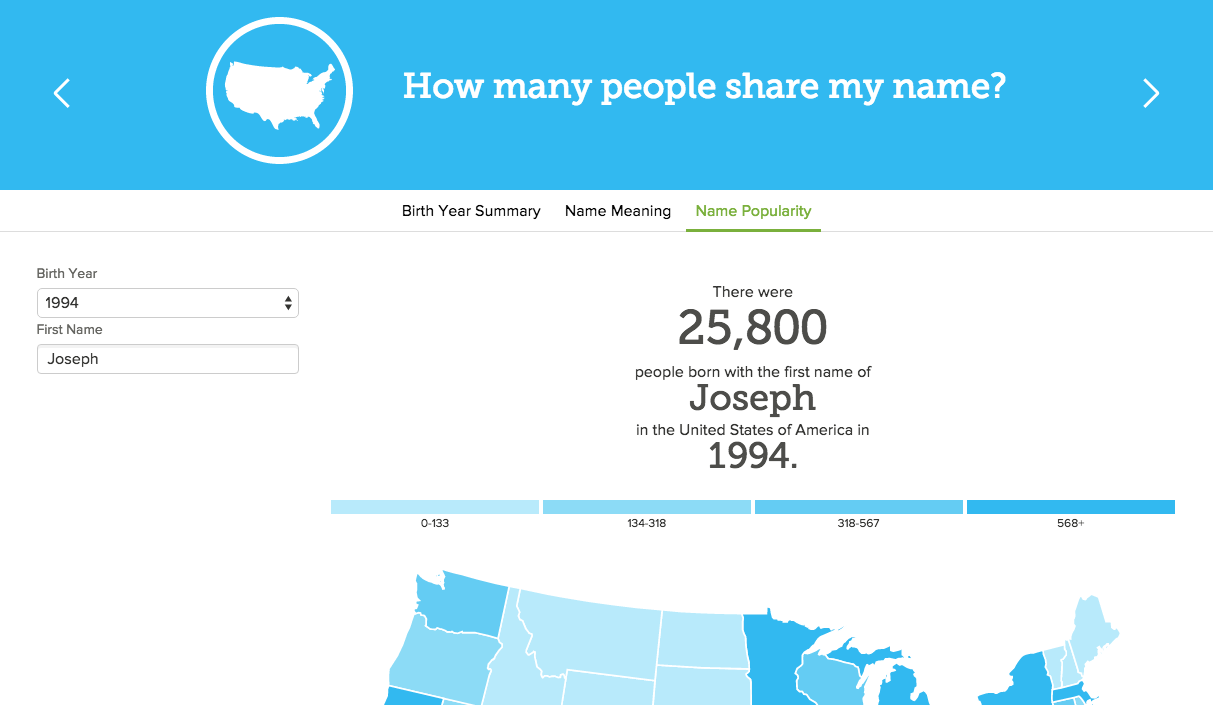 How many people share my name?
Birth Year Summary Name Meaning Name Popularity
Birth Year
1994
First Name
Joseph
There were
25,800
people born with the first name of
Joseph
in the United States of America in
1994.
0-133 134-318 318-567 568+